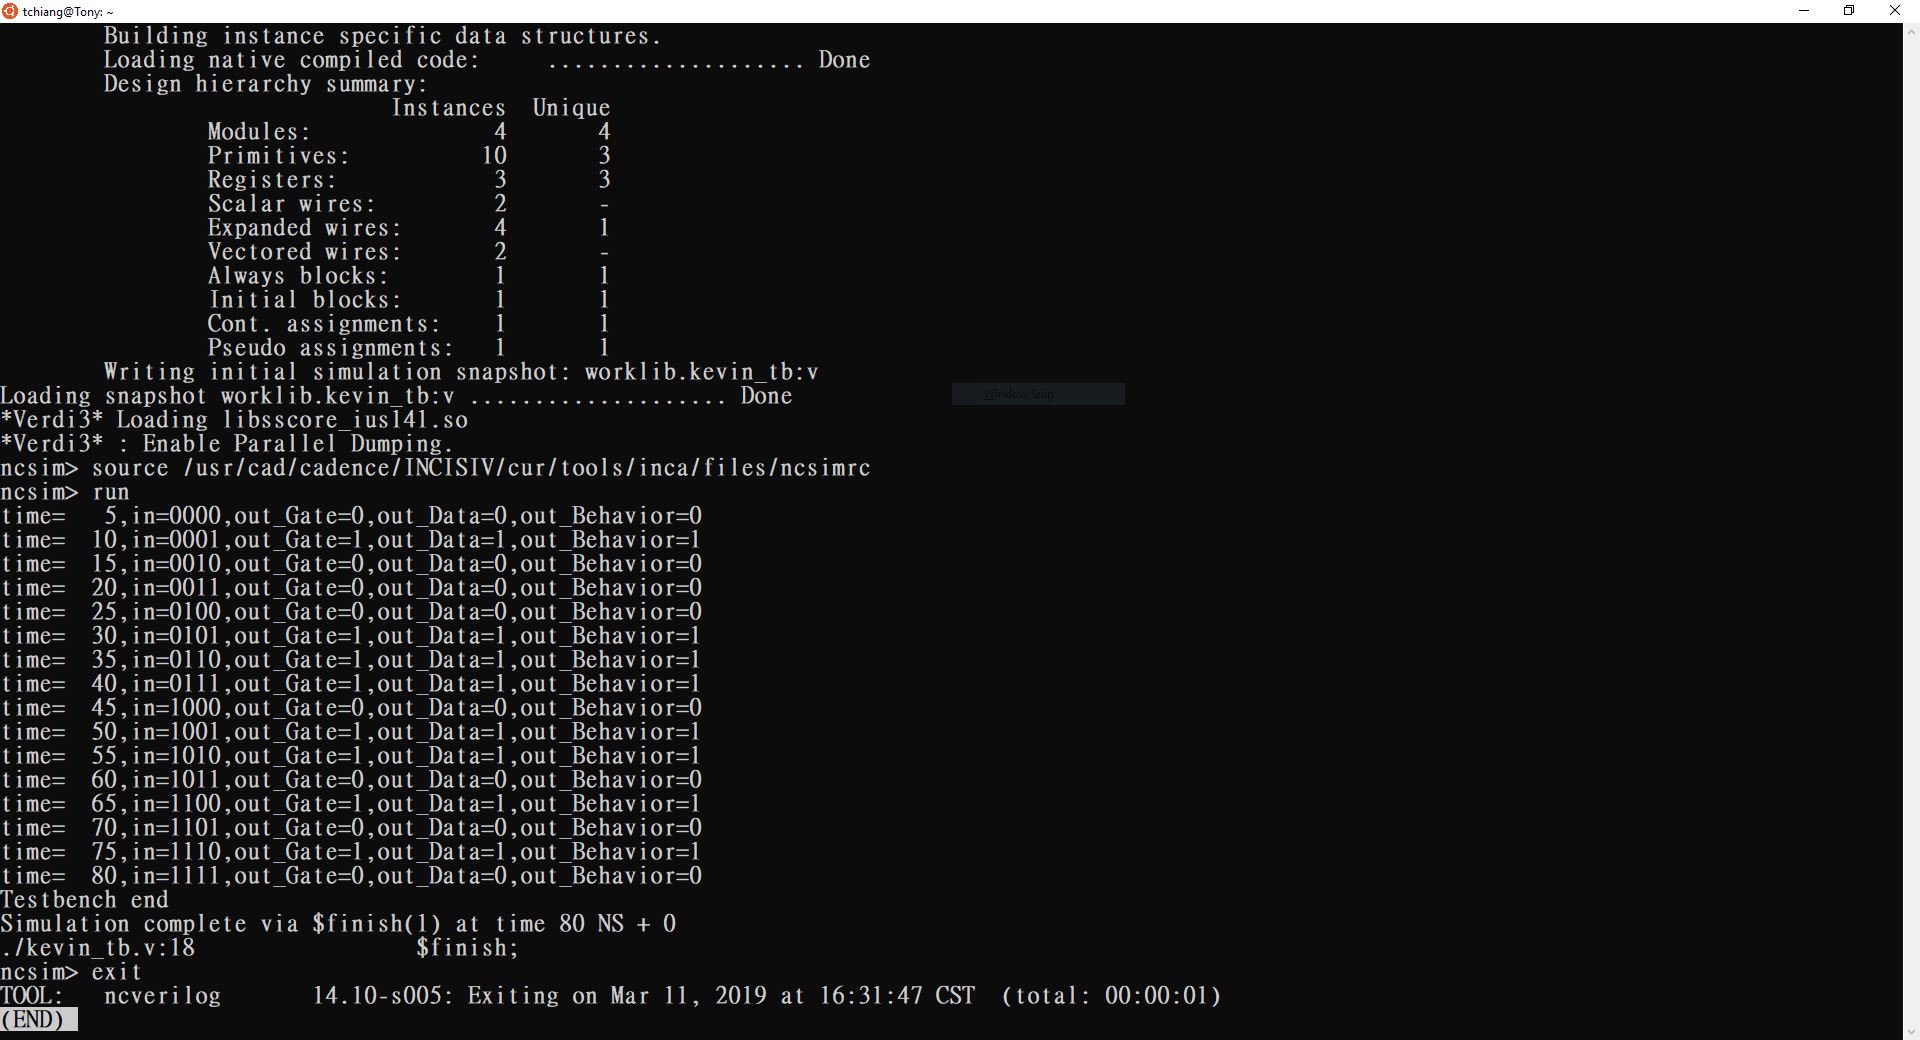 tchiang@Tony: ~
Building instance specific data structures.
Loading native compiled code:     .................... Done
Design hierarchy summary:
Instances  Unique
Modules:              4       4
Primitives:          10       3
Registers:            3       3
Scalar wires:         2       -
Expanded wires:       4       1
Vectored wires:       2       -
Always blocks:        1       1
Initial blocks:       1       1
Cont. assignments:    1       1
Pseudo assignments:   1       1
Writing initial simulation snapshot: worklib.kevin_tb:v
Loading snapshot worklib.kevin_tb:v .................... Done
Window Snip
*Verdi3* Loading libsscore_ius141.so
*Verdi3* : Enable Parallel Dumping.
ncsim> source /usr/cad/cadence/INCISIV/cur/tools/inca/files/ncsimrc
ncsim> run
time=   5,in=0000,out_Gate=0,out_Data=0,out_Behavior=0
time=  10,in=0001,out_Gate=1,out_Data=1,out_Behavior=1
time=  15,in=0010,out_Gate=0,out_Data=0,out_Behavior=0
time=  20,in=0011,out_Gate=0,out_Data=0,out_Behavior=0
time=  25,in=0100,out_Gate=0,out_Data=0,out_Behavior=0
time=  30,in=0101,out_Gate=1,out_Data=1,out_Behavior=1
time=  35,in=0110,out_Gate=1,out_Data=1,out_Behavior=1
time=  40,in=0111,out_Gate=1,out_Data=1,out_Behavior=1
time=  45,in=1000,out_Gate=0,out_Data=0,out_Behavior=0
time=  50,in=1001,out_Gate=1,out_Data=1,out_Behavior=1
time=  55,in=1010,out_Gate=1,out_Data=1,out_Behavior=1
time=  60,in=1011,out_Gate=0,out_Data=0,out_Behavior=0
time=  65,in=1100,out_Gate=1,out_Data=1,out_Behavior=1
time=  70,in=1101,out_Gate=0,out_Data=0,out_Behavior=0
time=  75,in=1110,out_Gate=1,out_Data=1,out_Behavior=1
time=  80,in=1111,out_Gate=0,out_Data=0,out_Behavior=0
Testbench end
Simulation complete via $finish(1) at time 80 NS + 0
./kevin_tb.v:18                 $finish;
ncsim> exit
TOOL:   ncverilog       14.10-s005: Exiting on Mar 11, 2019 at 16:31:47 CST  (total: 00:00:01)
(END)